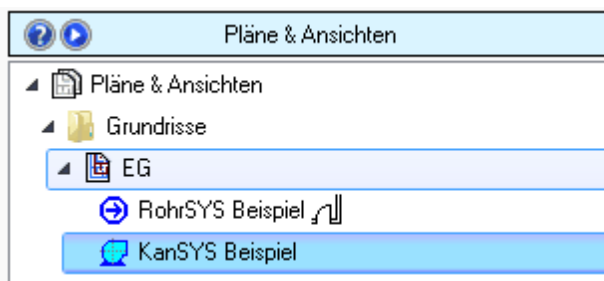 Pläne & Ansichten
Pläne & Ansichten
Grundrisse
EG
RohrSYS Beispiel
KanSYS Beispiel